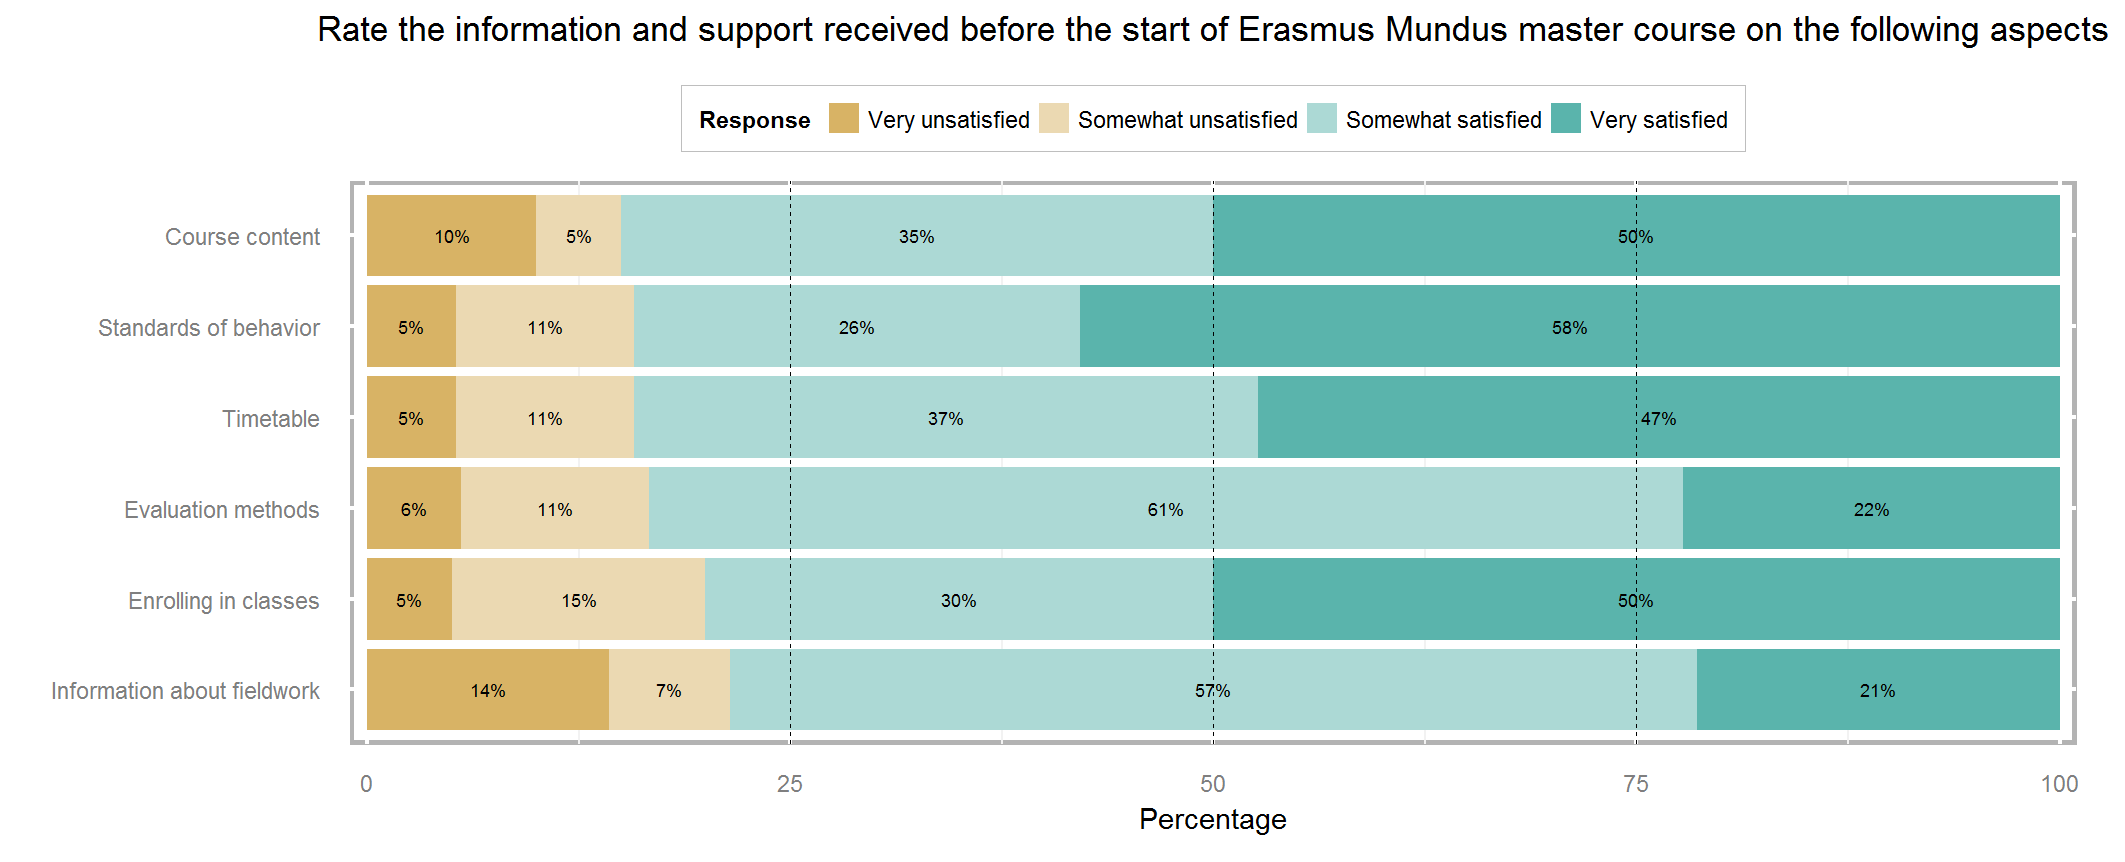 Rate the information and support received before the start of Erasmus Mundus master course on the following aspects
Response Very unsatisfied Somewhat unsatisfied Somewhat satisfied Very satisfied
Course content 10% 5% 35% 50%
Standards of behavior 5% 11% 26% 58%
Timetable 5% 11% 37% 47%
Evaluation methods 6% 11% 61% 22%
Enrolling in classes 5% 15% 30% 50%
Information about fieldwork 14% 7% 57% 21%
0 25 50 75 100
Percentage